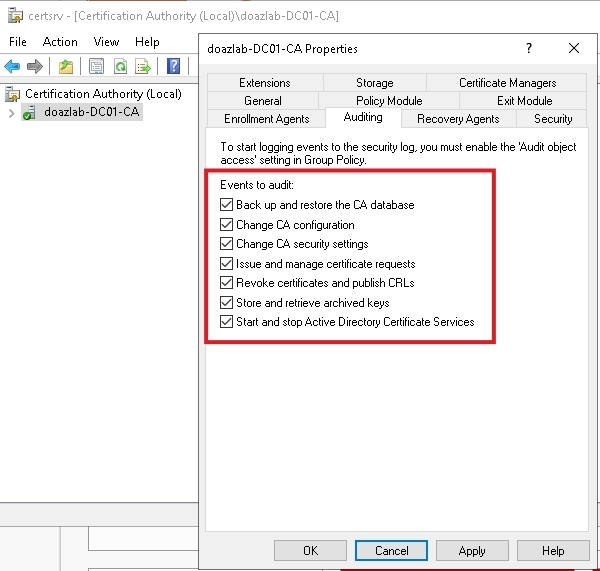 certsrv - [Certification Authority (Local)\doazlab-DC01-CA]
File Action View Help
Certification Authority (Local)
doazlab-DC01-CA
doazlab-DC01-CA Properties
?
Extensions Storage Certificate Managers
General Policy Module Exit Module
Enrollment Agents Auditing Recovery Agents Security
To start logging events to the security log, you must enable the 'Audit object
access' setting in Group Policy.
Events to audit:
Back up and restore the CA database
Change CA configuration
Change CA security settings
Issue and manage certificate requests
Revoke certificates and publish CRLs
Store and retrieve archived keys
Start and stop Active Directory Certificate Services
OK Cancel Apply Help